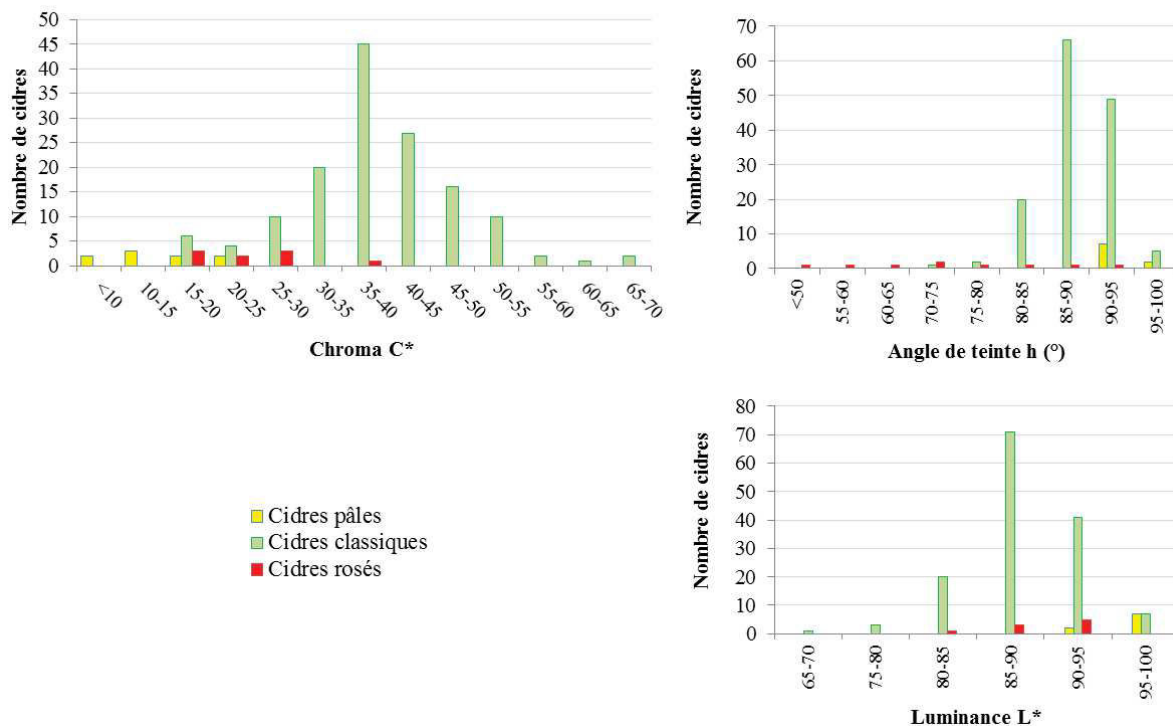 Nombre de cidres
50
45
40
35
30
25
20
15
10
5
0
<10 10-15 15-20 20-25 25-30 30-35 35-40 40-45 45-50 50-55 55-60 60-65 65-70
Chroma C*
Nombre de cidres
70
60
50
40
30
20
10
0
<50 55-60 60-65 70-75 75-80 80-85 85-90 90-95 95-100
Angle de teinte h (°)
Cidres pâles
Cidres classiques
Cidres rosés
Nombre de cidres
80
70
60
50
40
30
20
10
0
65-70 75-80 80-85 85-90 90-95 95-100
Luminance L*